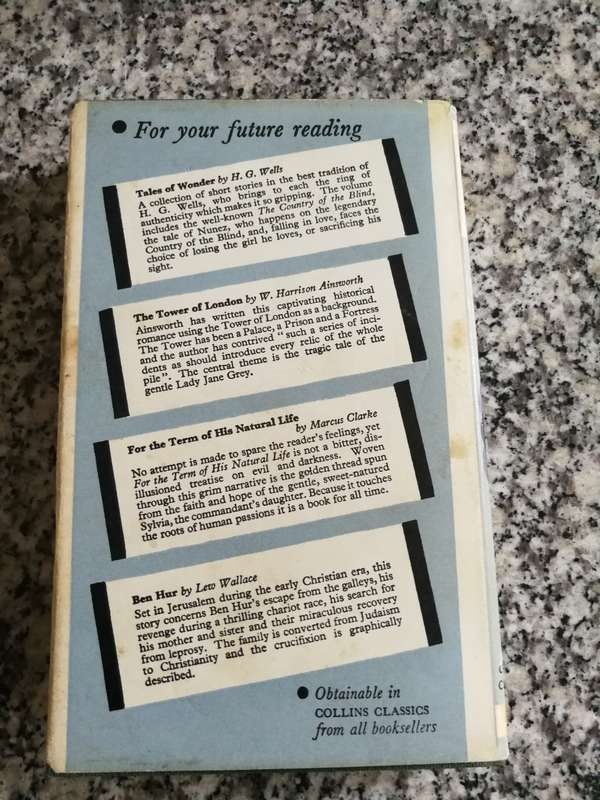 For your future reading
Tales of Wonder by H. G. Wells
A collection of short stories in the best tradition of
H. G. Wells, who brings to each the ring of
authenticity which makes it so gripping. The volume
includes the well-known The Country of the Blind,
the tale of Nunez, who happens on the legendary
Country of the Blind, and, falling in love, faces the
choice of losing the girl he loves, or sacrificing his
sight.
The Tower of London by W. Harrison Ainsworth
Ainsworth has written this captivating historical
romance using the Tower of London as a background.
The Tower has been a Palace, a Prison and a Fortress
and the author has contrived "such a series of inci-
dents as should introduce every relic of the whole
pile". The central theme is the tragic tale of the
gentle Lady Jane Grey.
For the Term of His Natural Life
by Marcus Clarke
No attempt is made to spare the reader's feelings, yet
For the Term of His Natural Life is not a bitter, dis-
illusioned treatise on evil and darkness. Woven
through this grim narrative is the golden thread spun
from the faith and hope of the gentle, sweet-natured
Sylvia, the commandant's daughter. Because it touches
the roots of human passions it is a book for all time.
Ben Hur by Lew Wallace
Set in Jerusalem during the early Christian era, this
story concerns Ben Hur's escape from the galleys, his
revenge during a thrilling chariot race, his search for
his mother and sister and their miraculous recovery
from leprosy. The family is converted from Judaism
to Christianity and the crucifixion is graphically
described.
Obtainable in
COLLINS CLASSICS
from all booksellers